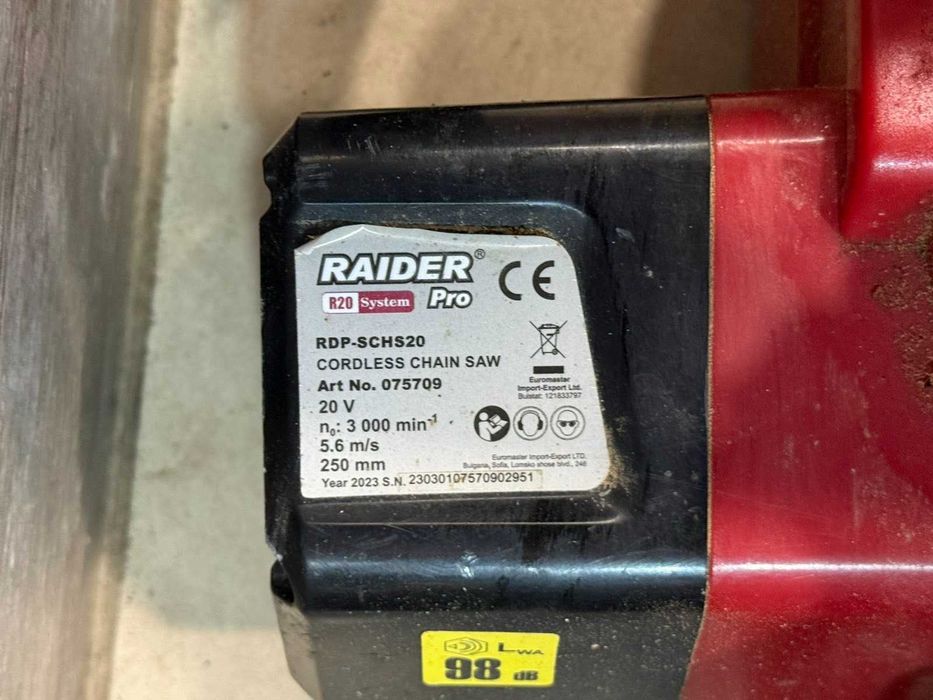 RAIDER®
CE
R20 System Pro
RDP-SCHS20
CORDLESS CHAIN SAW
Art No. 075709
20 V
n₀: 3 000 min⁻¹
5.6 m/s
250 mm
Year 2023 S.N. 23030107570902951
Euromaster
Import-Export Ltd.
Bulstat: 121833797
Euromaster Import-Export LTD.
Bulgaria, Sofia, Lomsko shose blvd., 246
LWA
98 dB